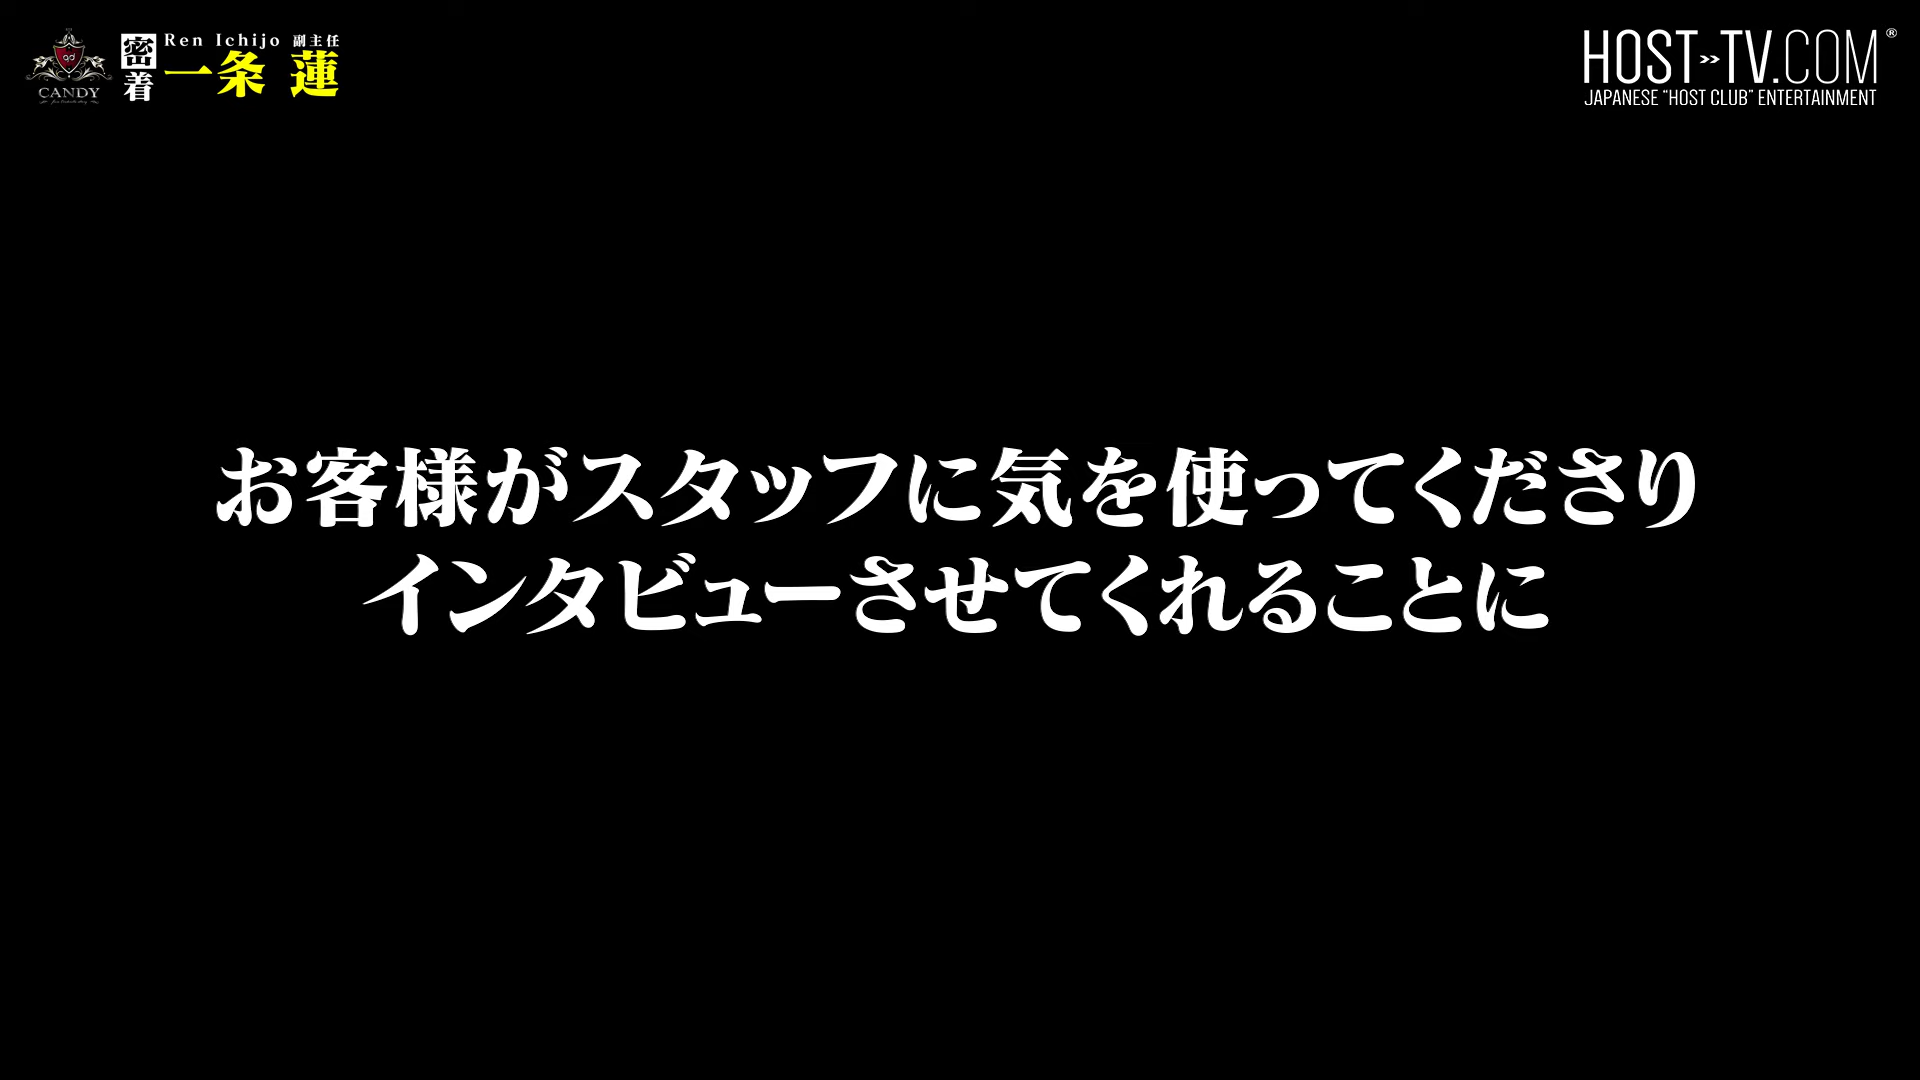 CANDY
密着
Ren Ichijo 副主任
一条 蓮
HOST TV.COM®
JAPANESE "HOST CLUB" ENTERTAINMENT
お客様がスタッフに気を使ってくださり
インタビューさせてくれることに